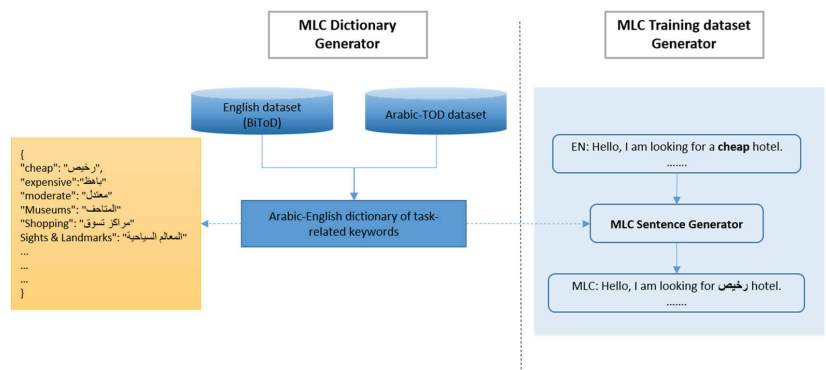 MLC Dictionary
Generator
MLC Training dataset
Generator
English dataset
(BiToD)
Arabic-TOD dataset
{
"cheap": "رخيص",
"expensive":"باهظ"
"moderate": "معتدل"
"Museums": "المتاحف"
"Shopping": "مراكز تسوق"
Sights & Landmarks": "المعالم السياحية"
...
...
...
}
Arabic-English dictionary of task-
related keywords
EN: Hello, I am looking for a cheap hotel.
.......
MLC Sentence Generator
MLC: Hello, I am looking for رخيص hotel.
.......